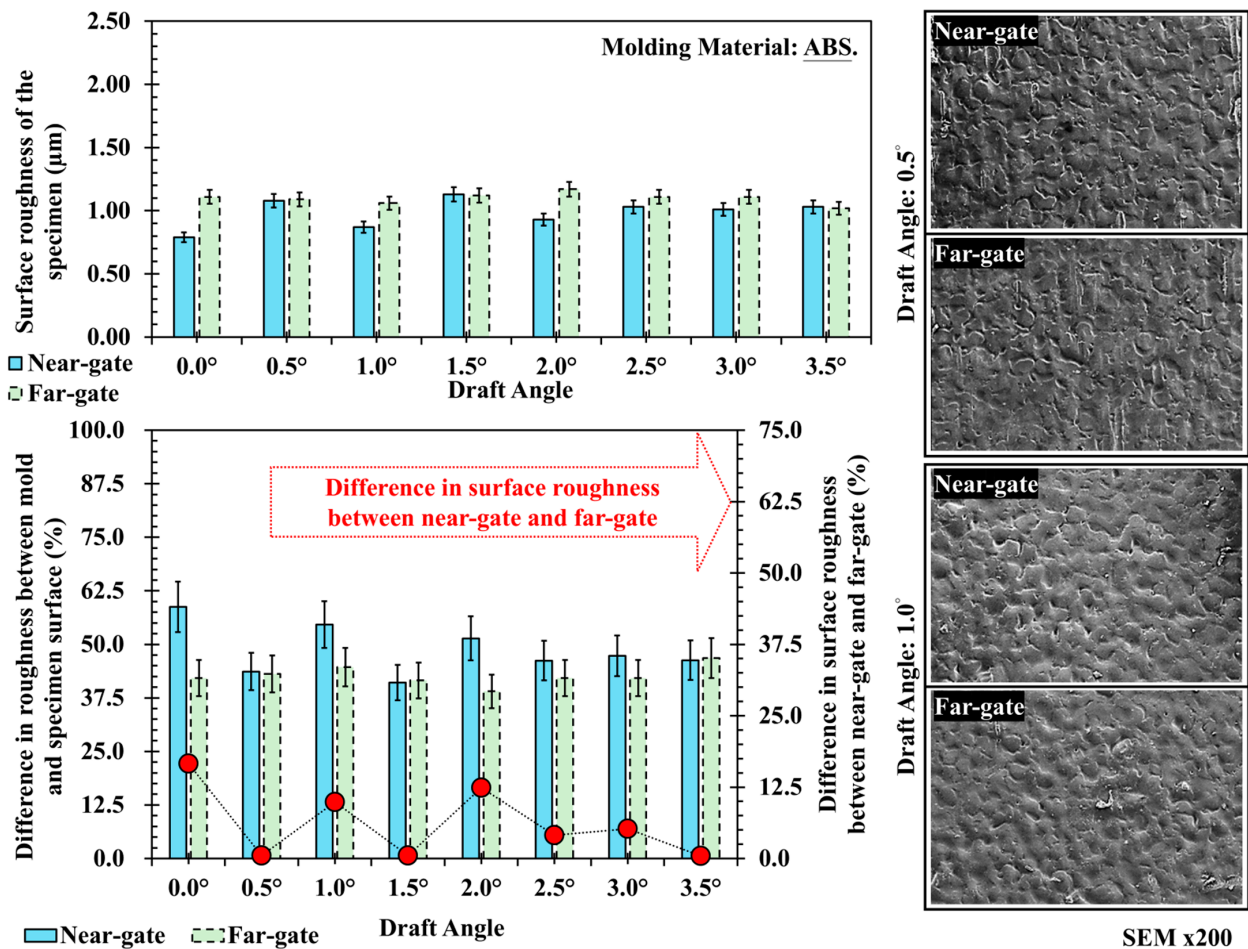 2.50
2.00
1.50
1.00
0.50
0.00
Surface roughness of the
specimen (μm)
Molding Material: ABS.
0.0° 0.5° 1.0° 1.5° 2.0° 2.5° 3.0° 3.5°
Draft Angle
Near-gate
Far-gate
100.0
87.5
75.0
62.5
50.0
37.5
25.0
12.5
0.0
Difference in roughness between mold
and specimen surface (%)
Difference in surface roughness
between near-gate and far-gate
75.0
62.5
50.0
37.5
25.0
12.5
0.0
Difference in surface roughness
between near-gate and far-gate (%)
0.0° 0.5° 1.0° 1.5° 2.0° 2.5° 3.0° 3.5°
Draft Angle
Near-gate Far-gate
Near-gate
Far-gate
Draft Angle: 0.5°
Near-gate
Far-gate
Draft Angle: 1.0°
SEM x200